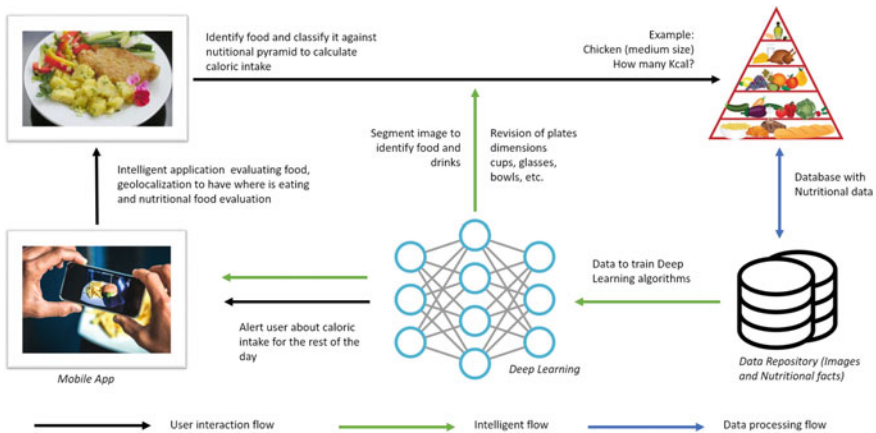 Identify food and classify it against
nutitional pyramid to calculate
caloric intake
Example:
Chicken (medium size)
How many Kcal?
Segment image to
identify food and
drinks
Revision of plates
dimensions
cups, glasses,
bowls, etc.
Intelligent application evaluating food,
geolocalization to have where is eating
and nutritional food evaluation
Database with
Nutritional data
Data to train Deep
Learning algorithms
Alert user about caloric
intake for the rest of the
day
Mobile App
Deep Learning
Data Repository (Images
and Nutritional facts)
User interaction flow
Intelligent flow
Data processing flow